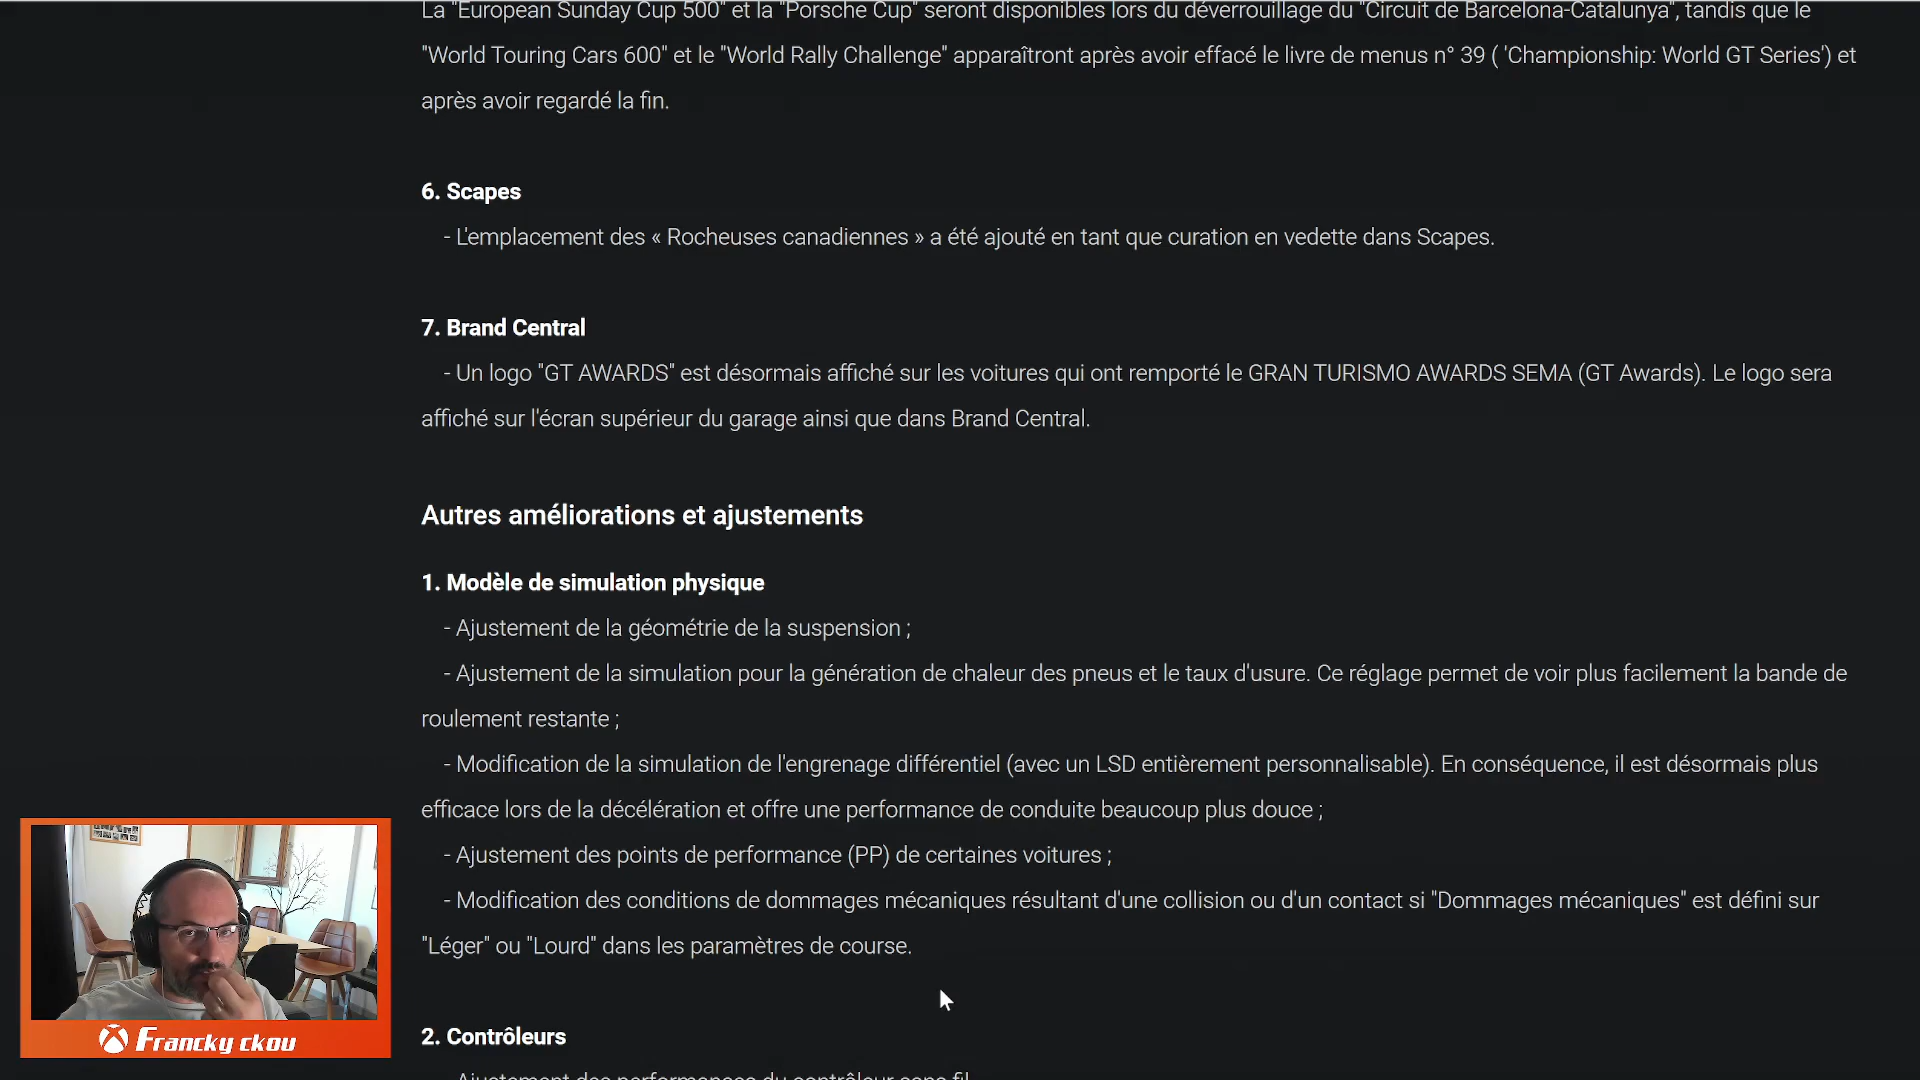 La "European Sunday Cup 500" et la "Porsche Cup" seront disponibles lors du déverrouillage du "Circuit de Barcelona-Catalunya", tandis que le
"World Touring Cars 600" et le "World Rally Challenge" apparaîtront après avoir effacé le livre de menus n° 39 ( 'Championship: World GT Series') et
après avoir regardé la fin.
6. Scapes
- L'emplacement des « Rocheuses canadiennes » a été ajouté en tant que curation en vedette dans Scapes.
7. Brand Central
- Un logo "GT AWARDS" est désormais affiché sur les voitures qui ont remporté le GRAN TURISMO AWARDS SEMA (GT Awards). Le logo sera
affiché sur l'écran supérieur du garage ainsi que dans Brand Central.
Autres améliorations et ajustements
1. Modèle de simulation physique
- Ajustement de la géométrie de la suspension ;
- Ajustement de la simulation pour la génération de chaleur des pneus et le taux d'usure. Ce réglage permet de voir plus facilement la bande de
roulement restante ;
- Modification de la simulation de l'engrenage différentiel (avec un LSD entièrement personnalisable). En conséquence, il est désormais plus
efficace lors de la décélération et offre une performance de conduite beaucoup plus douce ;
- Ajustement des points de performance (PP) de certaines voitures ;
- Modification des conditions de dommages mécaniques résultant d'une collision ou d'un contact si "Dommages mécaniques" est défini sur
"Léger" ou "Lourd" dans les paramètres de course.
2. Contrôleurs
Ajustement des performances du contrôleur sans fil
Francky ckou